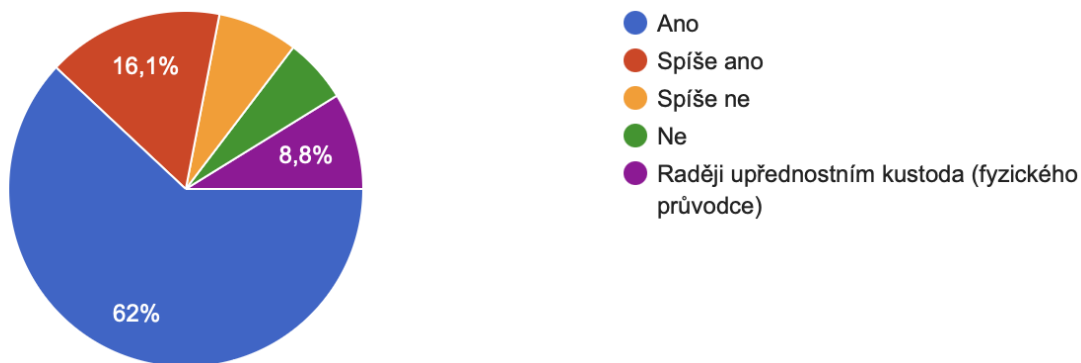 16,1%
8,8%
62%
Ano
Spíše ano
Spíše ne
Ne
Raději upřednostním kustoda (fyzického
průvodce)